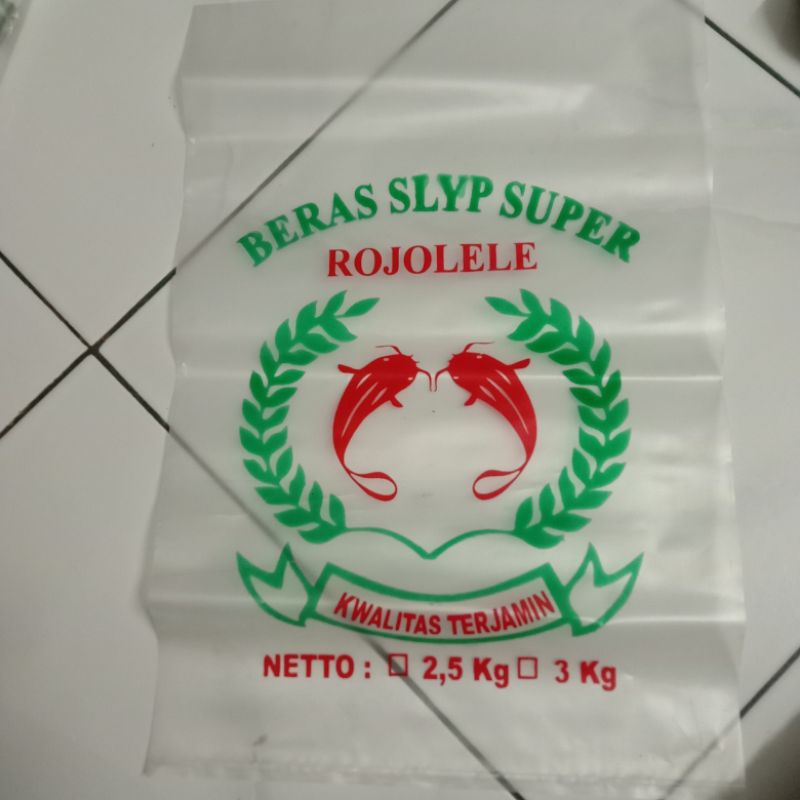 BERAS SLYP SUPER
ROJOLELE
KWALITAS TERJAMIN
NETTO : □ 2,5 Kg □ 3 Kg